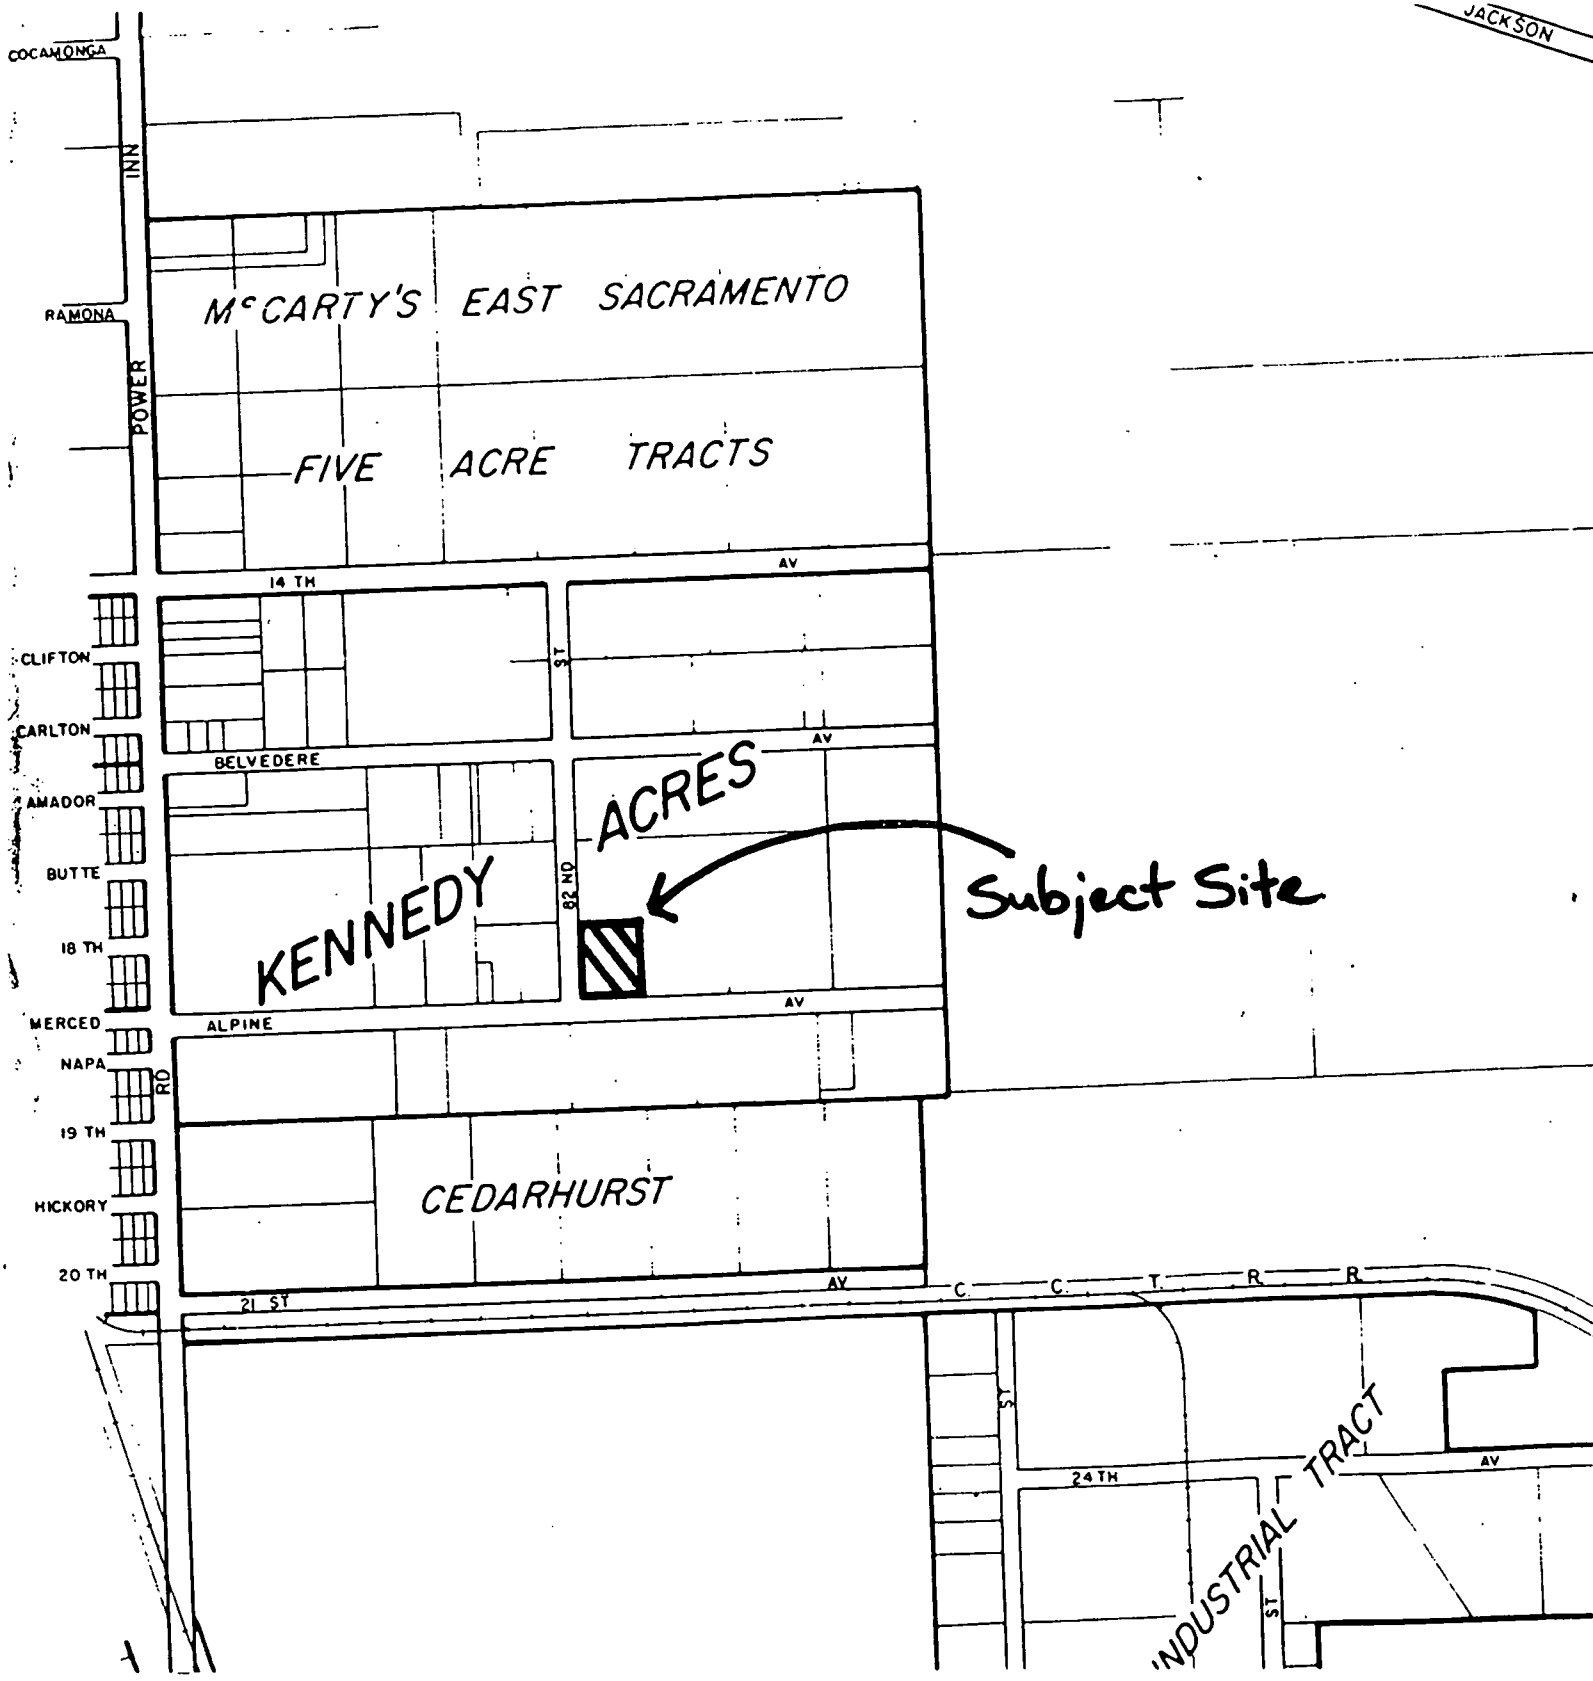 JACKSON
COCAMONGA
INN
RAMONA
McCARTY'S EAST SACRAMENTO
POWER
FIVE ACRE TRACTS
14 TH
AV
CLIFTON
ST
CARLTON
BELVEDERE
AV
ACRES
AMADOR
BUTTE
KENNEDY
82 ND
Subject Site
18 TH
MERCED
ALPINE
AV
NAPA
RD
19 TH
CEDARHURST
HICKORY
20 TH
21 ST
AV
C. C. T. R. R.
ST
24 TH
AV
INDUSTRIAL TRACT
ST